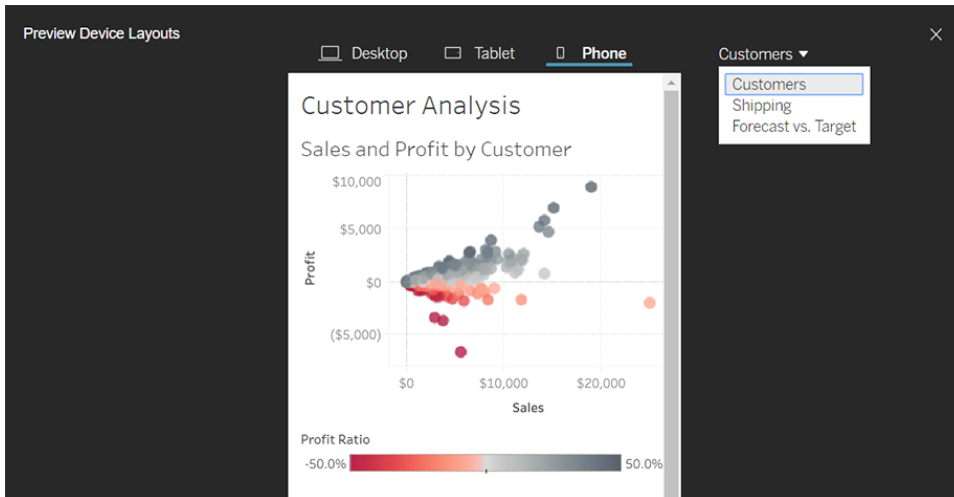 Preview Device Layouts
Desktop Tablet Phone
Customers
Customers
Shipping
Forecast vs. Target
Customer Analysis
Sales and Profit by Customer
$10,000
$5,000
$0
($5,000)
Profit
$0 $10,000 $20,000
Sales
Profit Ratio
-50.0% 50.0%